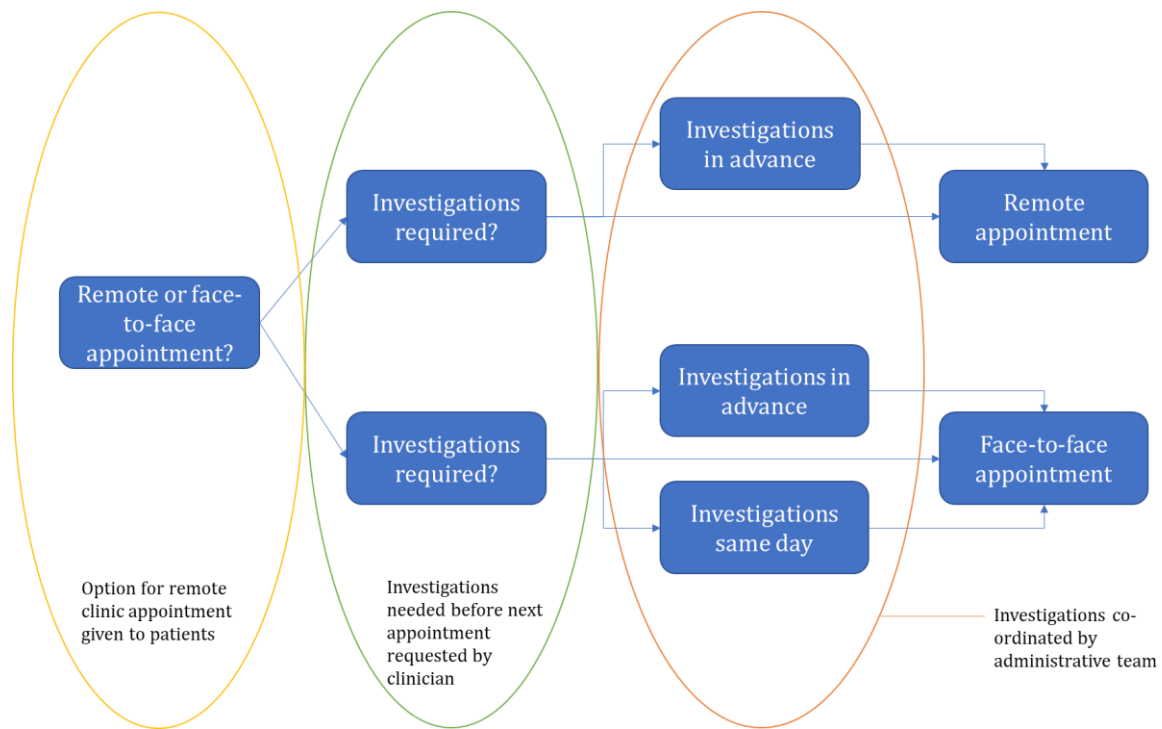 Remote or face-
to-face
appointment?
Option for remote
clinic appointment
given to patients
Investigations
required?
Investigations
required?
Investigations
needed before next
appointment
requested by
clinician
Investigations
in advance
Investigations in
advance
Investigations
same day
Remote
appointment
Face-to-face
appointment
Investigations co-
ordinated by
administrative team